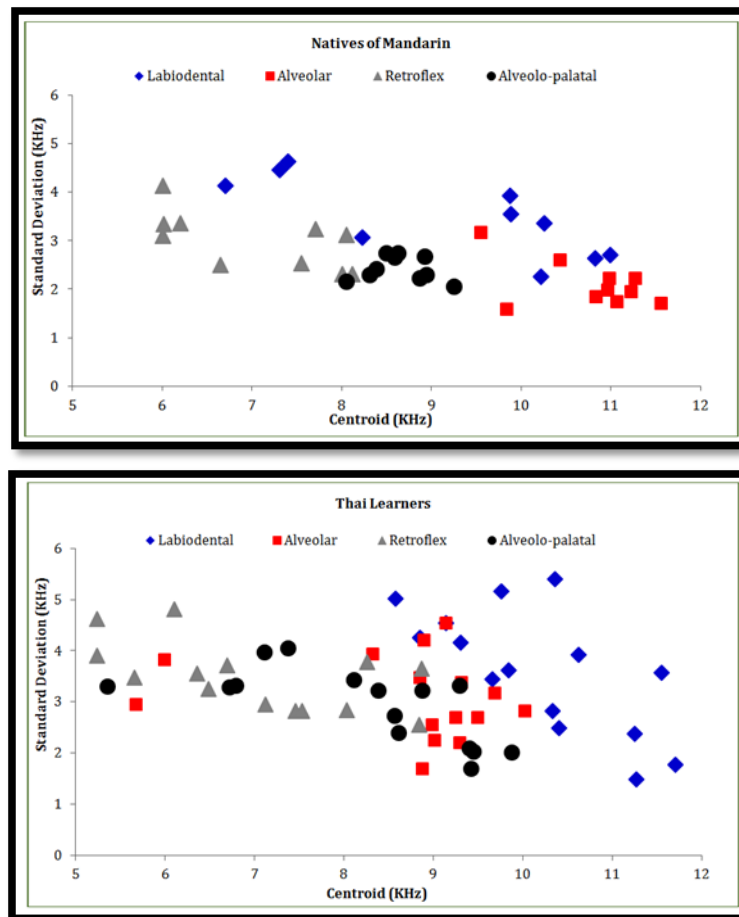 Natives of Mandarin
Labiodental Alveolar Retroflex Alveolo-palatal
6
5
4
3
2
1
0
Standard Deviation (KHz)
5 6 7 8 9 10 11 12
Centroid (KHz)
Thai Learners
Labiodental Alveolar Retroflex Alveolo-palatal
6
5
4
3
2
1
0
Standard Deviation (KHz)
5 6 7 8 9 10 11 12
Centroid (KHz)